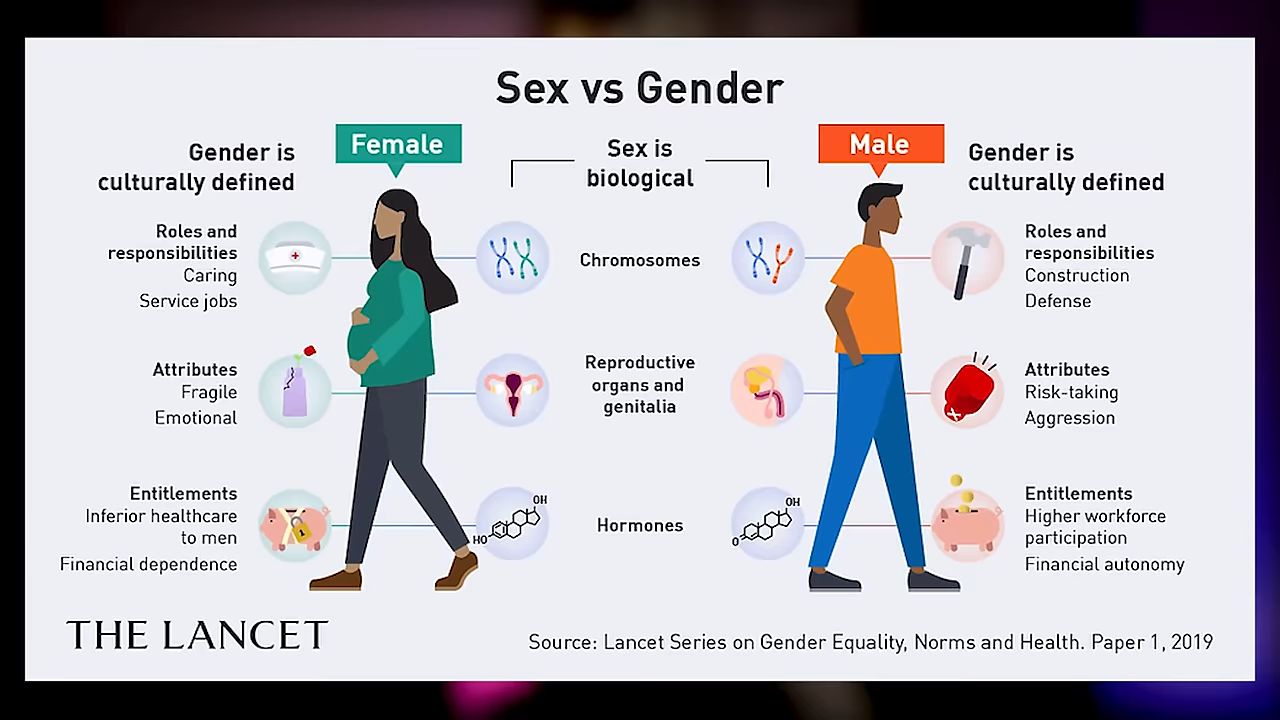 Sex vs Gender
Gender is
culturally defined
Female
Sex is
biological
Male
Gender is
culturally defined
Roles and
responsibilities
Caring
Service jobs
Chromosomes
Roles and
responsibilities
Construction
Defense
Attributes
Fragile
Emotional
Reproductive
organs and
genitalia
Attributes
Risk-taking
Aggression
Entitlements
Inferior healthcare
to men
Financial dependence
HO
OH
Hormones
O
OH
Entitlements
Higher workforce
participation
Financial autonomy
THE LANCET
Source: Lancet Series on Gender Equality, Norms and Health. Paper 1, 2019